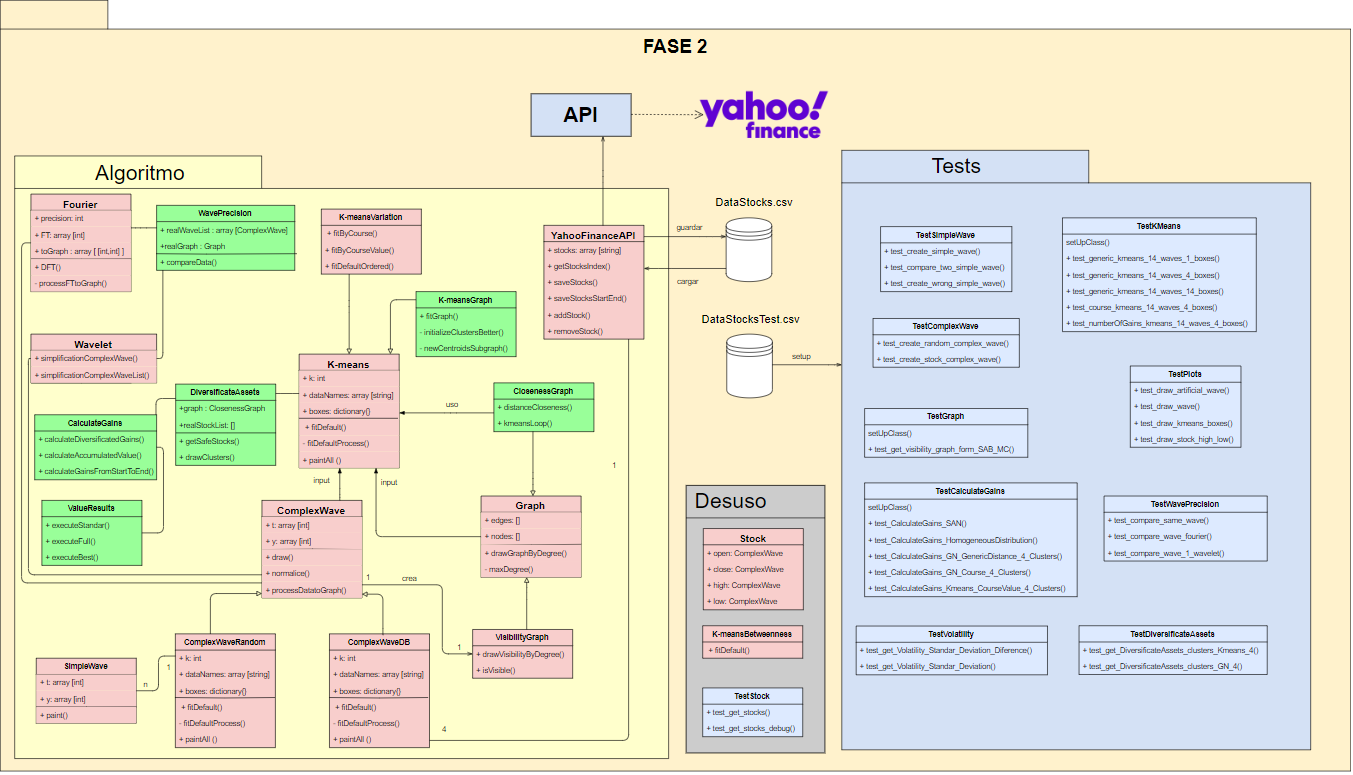 FASE 2
API
yahoo!
finance
Algoritmo
Fourier
+ precision: int
+ FT: array [int]
+ toGraph : array [ [int,int] ]
+ DFT()
- processFTtoGraph()
WavePrecision
+ realWaveList : array [ComplexWave]
+realGraph : Graph
+ compareData()
K-meansVariation
+ fitByCourse()
+ fitByCourseValue()
+ fitDefaultOrdered()
YahooFinanceAPI
+ stocks: array [string]
+ getStocksIndex()
+ saveStocks()
+ saveStocksStartEnd()
+ addStock()
+ removeStock()
K-meansGraph
+ fitGraph()
- initializeClustersBetter()
- newCentroidsSubgraph()
Wavelet
+ simplificationComplexWave()
+ simplificationComplexWaveList()
K-means
+ k: int
+ dataNames: array [string]
+ boxes: dictionary{}
+ fitDefault()
- fitDefaultProcess()
+ paintAll ()
DiversificateAssets
+graph : ClosenessGraph
+realStockList: []
+ getSafeStocks()
+ drawClusters()
uso
ClosenessGraph
+ distanceCloseness()
+ kmeansLoop()
CalculateGains
+ calculateDiversificatedGains()
+ calculateAccumulatedValue()
+ calculateGainsFromStartToEnd()
ValueResults
+ executeStandar()
+ executeFull()
+ executeBest()
input
input
1
ComplexWave
+ t: array [int]
+ y: array [int]
+ draw()
+ normalice()
+ processDatatoGraph()
Graph
+ edges: []
+ nodes: []
+ drawGraphByDegree()
- maxDegree()
1
crea
1
ComplexWaveRandom
+ k: int
+ dataNames: array [string]
+ boxes: dictionary{}
+ fitDefault()
- fitDefaultProcess()
+ paintAll ()
ComplexWaveDB
+ k: int
+ dataNames: array [string]
+ boxes: dictionary{}
+ fitDefault()
- fitDefaultProcess()
+ paintAll ()
VisibilityGraph
+ drawVisibilityByDegree()
+ isVisible()
SimpleWave
+ t: array [int]
+ y: array [int]
+ paint()
1
n
4
DataStocks.csv
guardar
cargar
DataStocksTest.csv
setup
Desuso
Stock
+ open: ComplexWave
+ close: ComplexWave
+ high: ComplexWave
+ low: ComplexWave
K-meansBetweenness
+ fitDefault()
TestStock
+ test_get_stocks()
+ test_get_stocks_debug()
Tests
TestSImpleWave
+ test_create_simple_wave()
+ test_compare_two_simple_wave()
+ test_create_wrong_simple_wave()
TestKMeans
setUpClass()
+ test_generic_kmeans_14_waves_1_boxes()
+ test_generic_kmeans_14_waves_4_boxes()
+ test_generic_kmeans_14_waves_14_boxes()
+ test_course_kmeans_14_waves_4_boxes()
+ test_numberOfGains_kmeans_14_waves_4_boxes()
TestComplexWave
+ test_create_random_complex_wave()
+ test_create_stock_complex_wave()
TestPlots
+ test_draw_artificial_wave()
+ test_draw_wave()
+ test_draw_kmeans_boxes()
+ test_draw_stock_high_low()
TestGraph
setUpClass()
+ test_get_visibility_graph_form_SAB_MC()
TestCalculateGains
setUpClass()
+ test_CalculateGains_SAN()
+ test_CalculateGains_HomogeneousDistribution()
+ test_CalculateGains_GN_GenericDistance_4_Clusters()
+ test_CalculateGains_GN_Course_4_Clusters()
+ test_CalculateGains_Kmeans_CourseValue_4_Clusters()
TestWavePrecision
+ test_compare_same_wave()
+ test_compare_wave_fourier()
+ test_compare_wave_1_wavelet()
TestVolatility
+ test_get_Volatility_Standar_Deviation_Diference()
+ test_get_Volatility_Standar_Deviation()
TestDiversificateAssets
+ test_get_DiversificateAssets_clusters_Kmeans_4()
+ test_get_DiversificateAssets_clusters_GN_4()